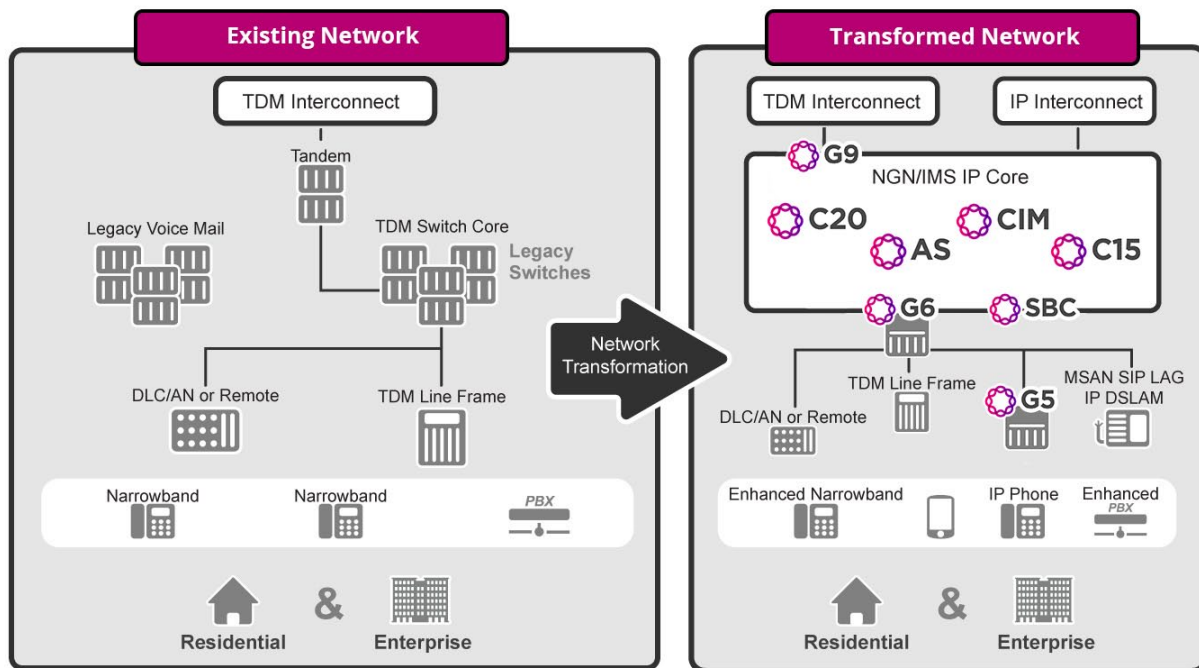 Existing Network
TDM Interconnect
Tandem
Legacy Voice Mail
TDM Switch Core
Legacy
Switches
DLC/AN or Remote
TDM Line Frame
Narrowband
Narrowband
PBX
Residential
&
Enterprise
Network
Transformation
Transformed Network
TDM Interconnect
IP Interconnect
G9
NGN/IMS IP Core
C20
CIM
AS
C15
G6
SBC
DLC/AN or Remote
TDM Line Frame
G5
MSAN SIP LAG
IP DSLAM
Enhanced Narrowband
IP Phone
Enhanced
PBX
Residential
&
Enterprise